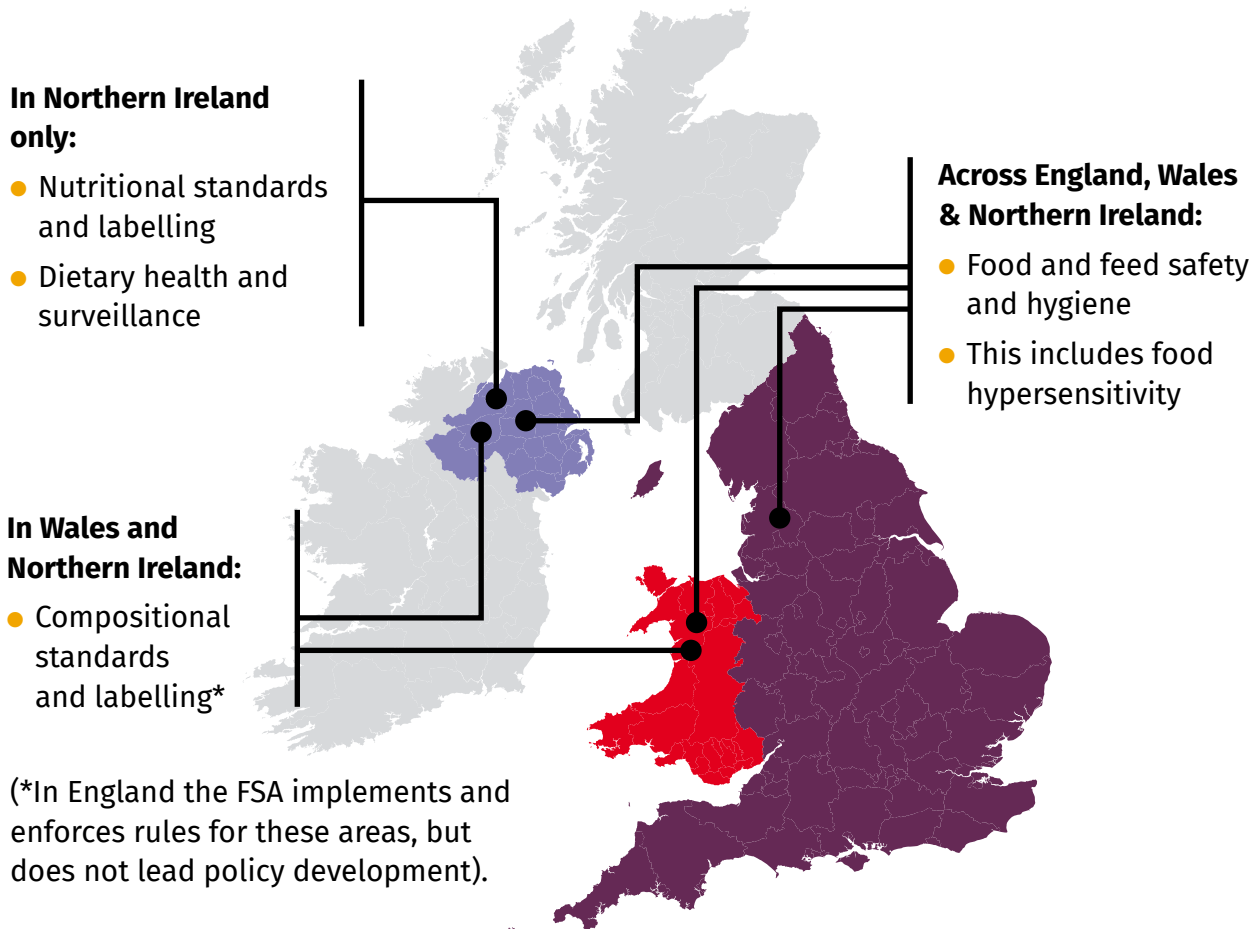 In Northern Ireland
only:
Nutritional standards
and labelling
Dietary health and
surveillance
Across England, Wales
& Northern Ireland:
Food and feed safety
and hygiene
This includes food
hypersensitivity
In Wales and
Northern Ireland:
Compositional
standards
and labelling*
(*In England the FSA implements and
enforces rules for these areas, but
does not lead policy development).